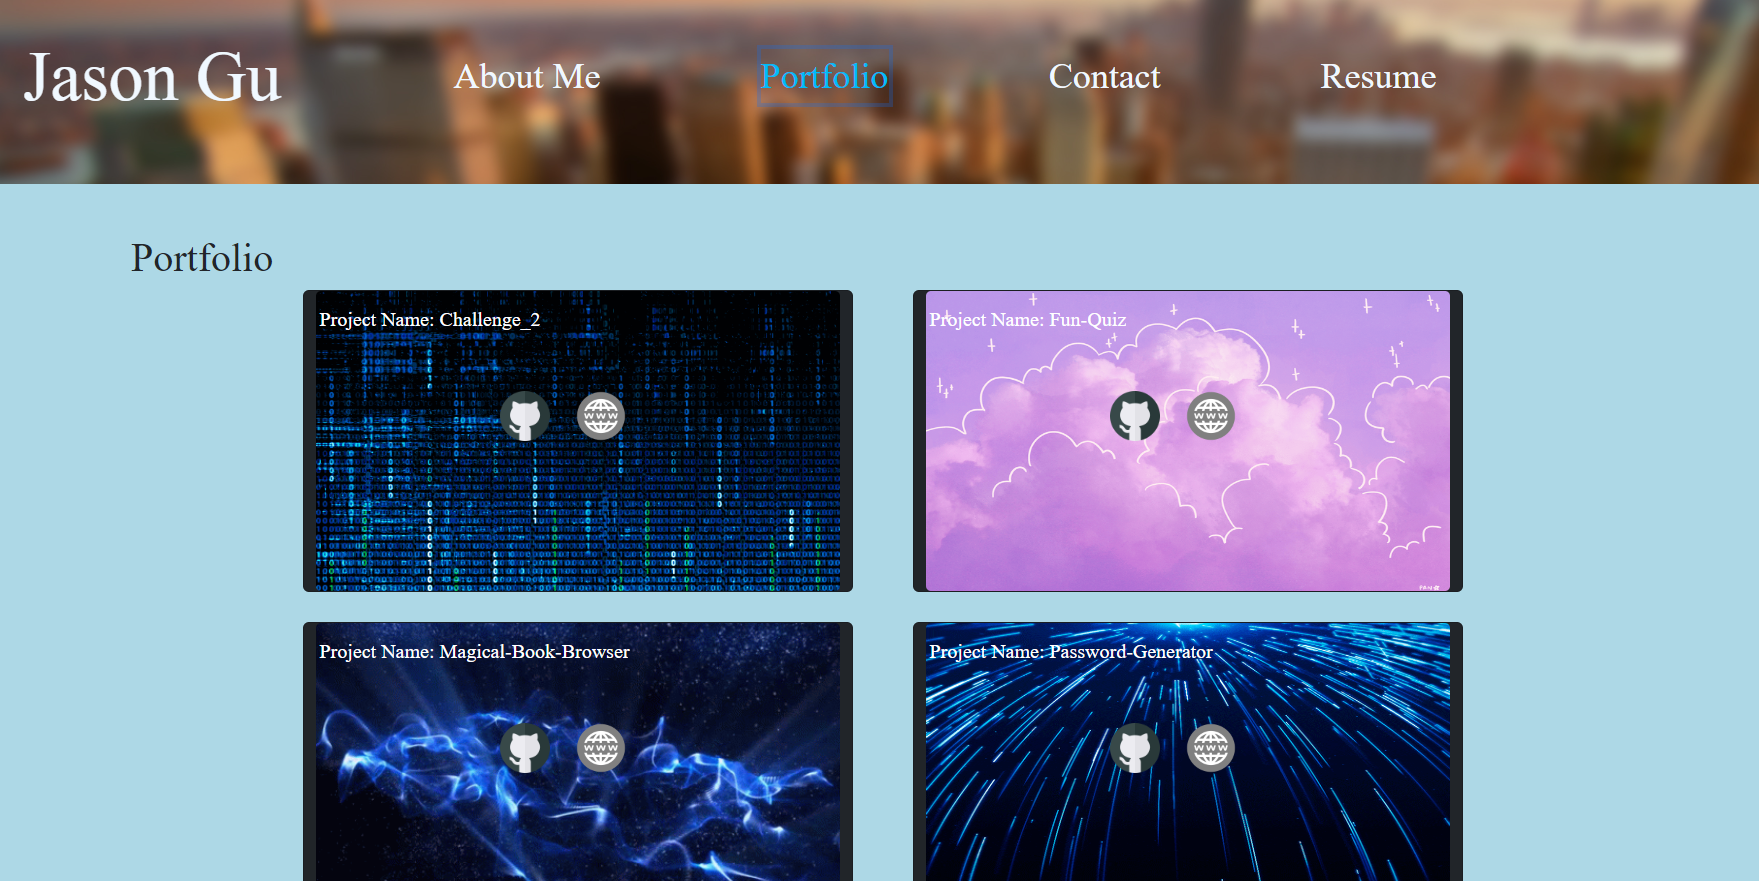 Jason Gu
About Me
Portfolio
Contact
Resume
Portfolio
Project Name: Challenge_2
Project Name: Fun-Quiz
www
www
Project Name: Magical-Book-Browser
Project Name: Password-Generator
www
www